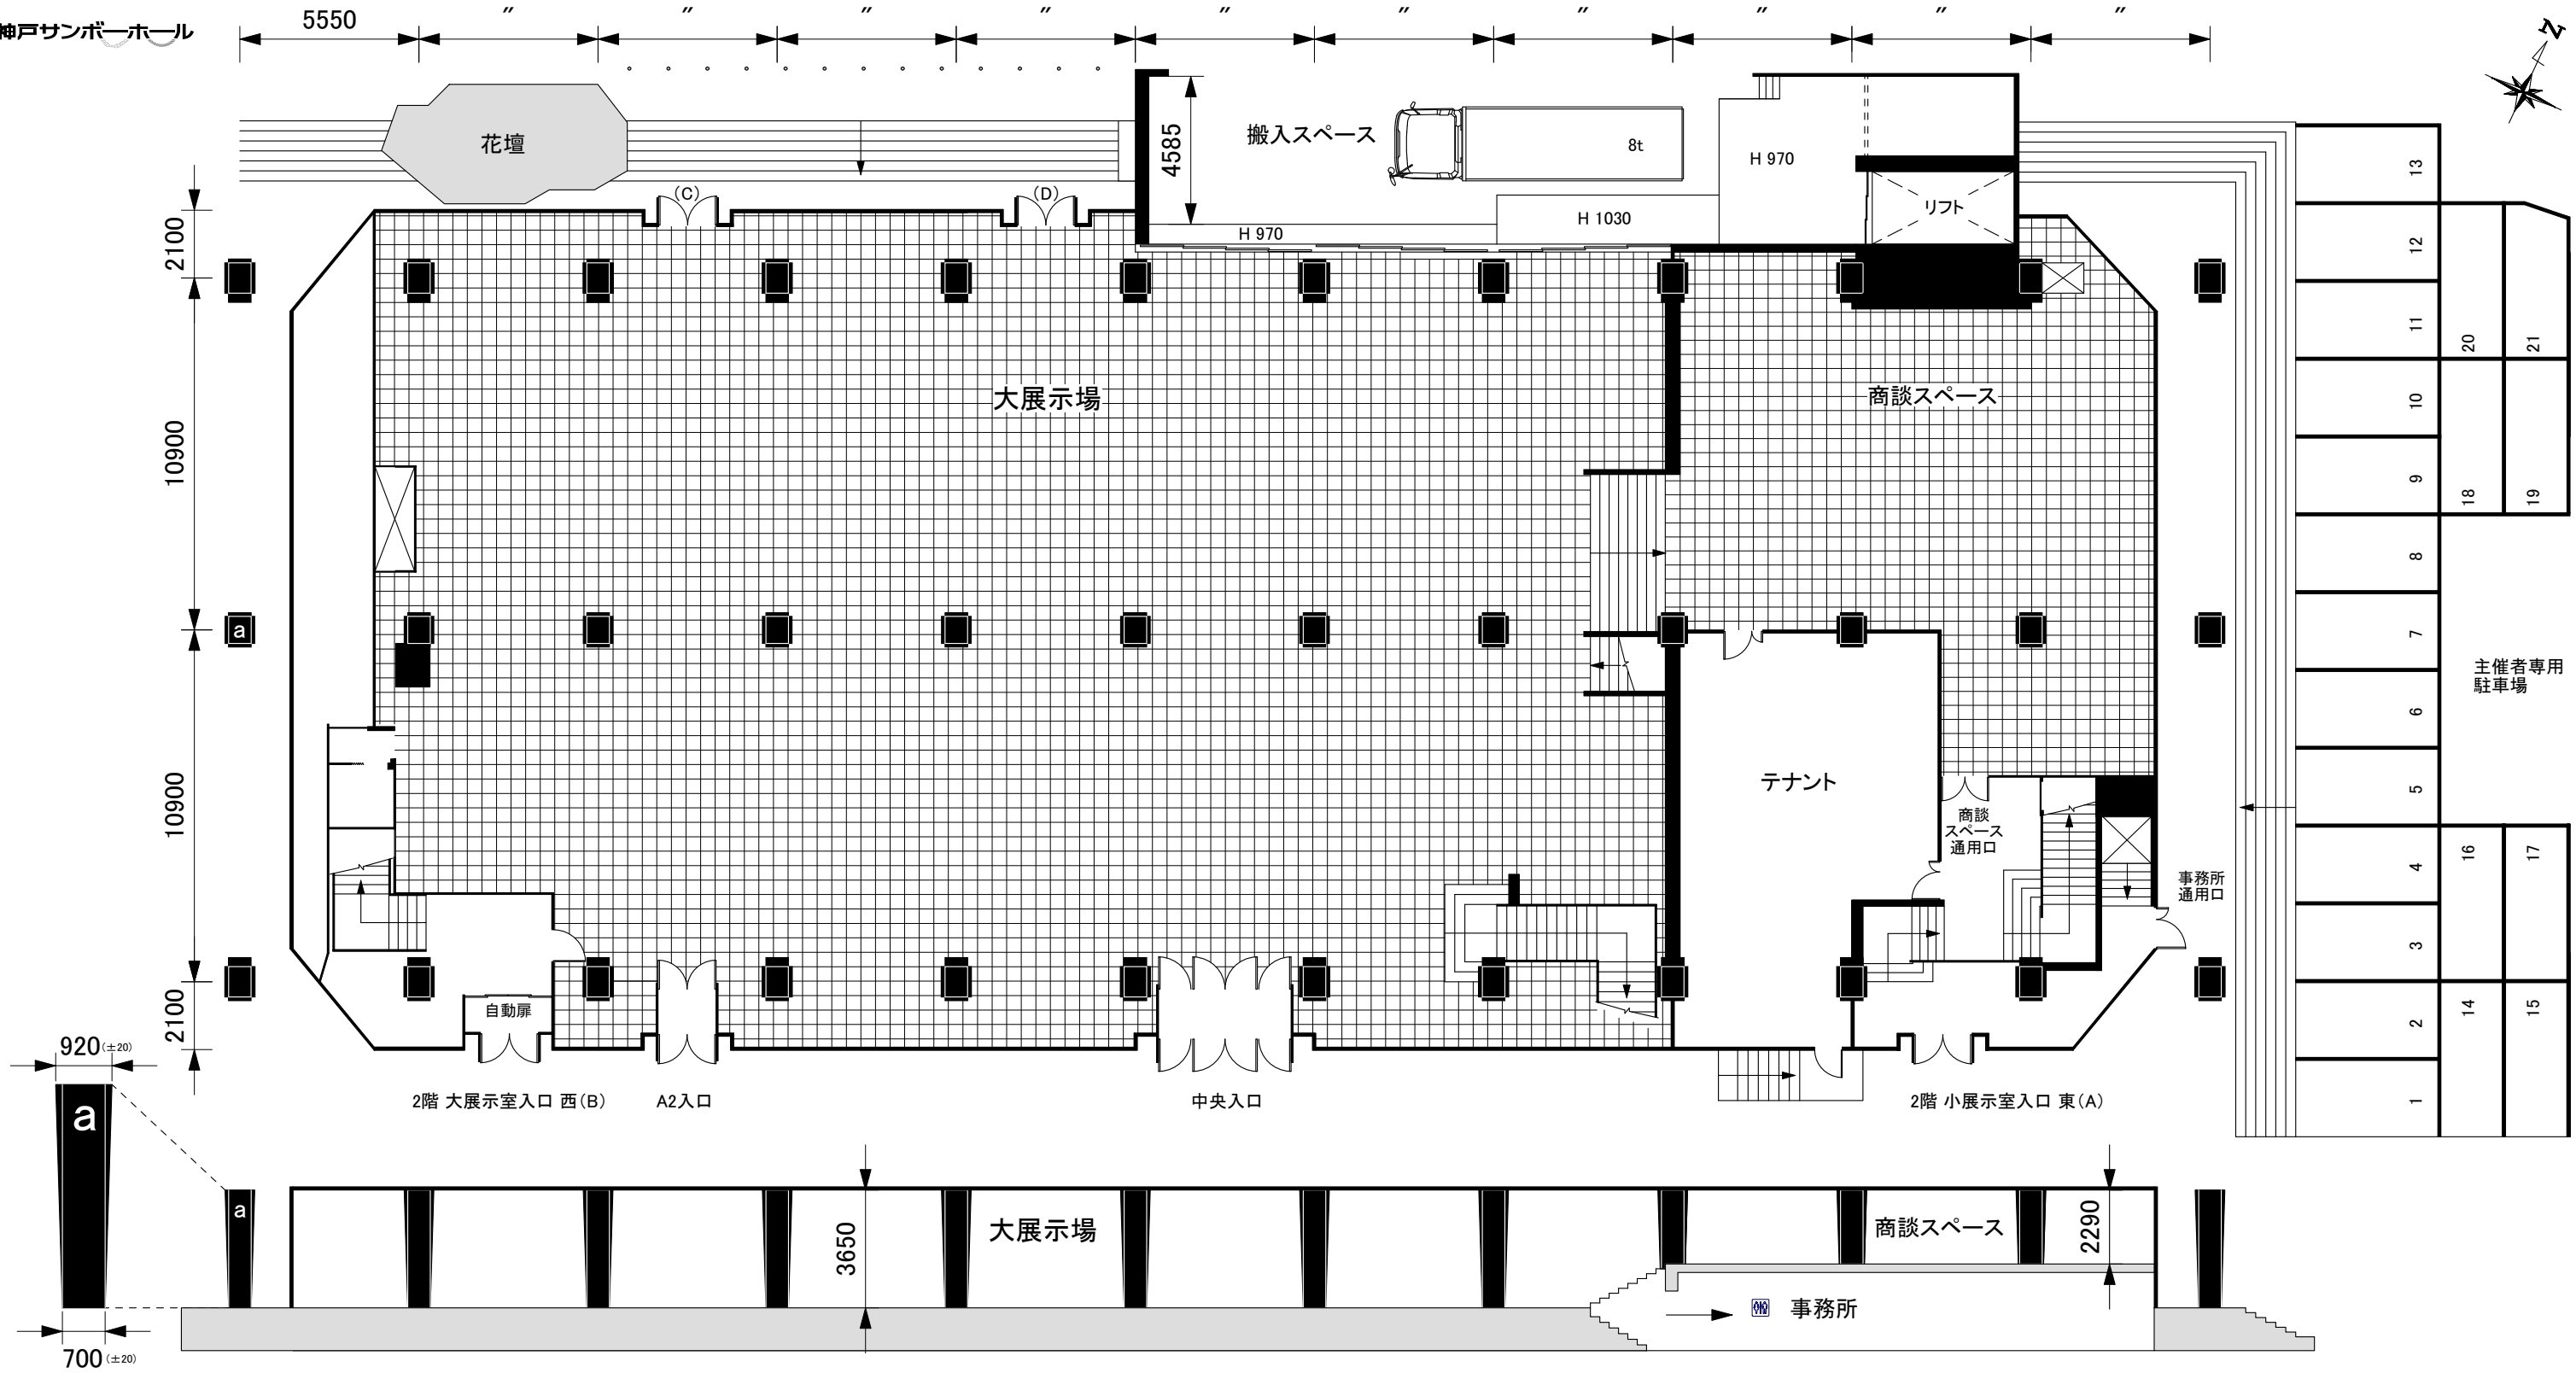 神戸サンボーホール
5550 〃 〃 〃 〃 〃 〃 〃 〃 〃 〃
N
花壇
(C)
(D)
4585
搬入スペース
8t
H 970
H 1030
H 970
リフト
2100
10900
10900
2100
大展示場
商談スペース
a
テナント
商談
スペース
通用口
事務所
通用口
自動扉
13
12
11
10
9
8
7
6
5
4
3
2
1
20
21
18
19
主催者専用
駐車場
16
17
14
15
2階 大展示室入口 西(B)
A2入口
中央入口
2階 小展示室入口 東(A)
920(±20)
a
700(±20)
a
3650
大展示場
商談スペース
2290
事務所